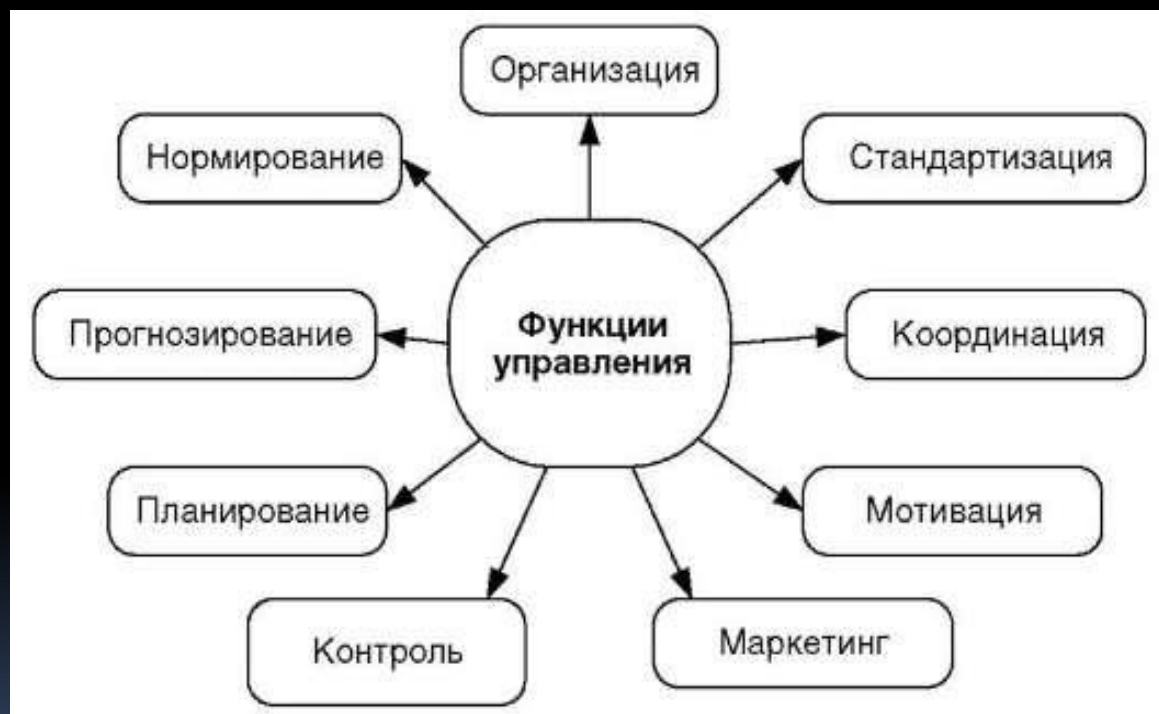 Организация
Нормирование
Стандартизация
Прогнозирование
Функции
управления
Координация
Планирование
Мотивация
Контроль
Маркетинг